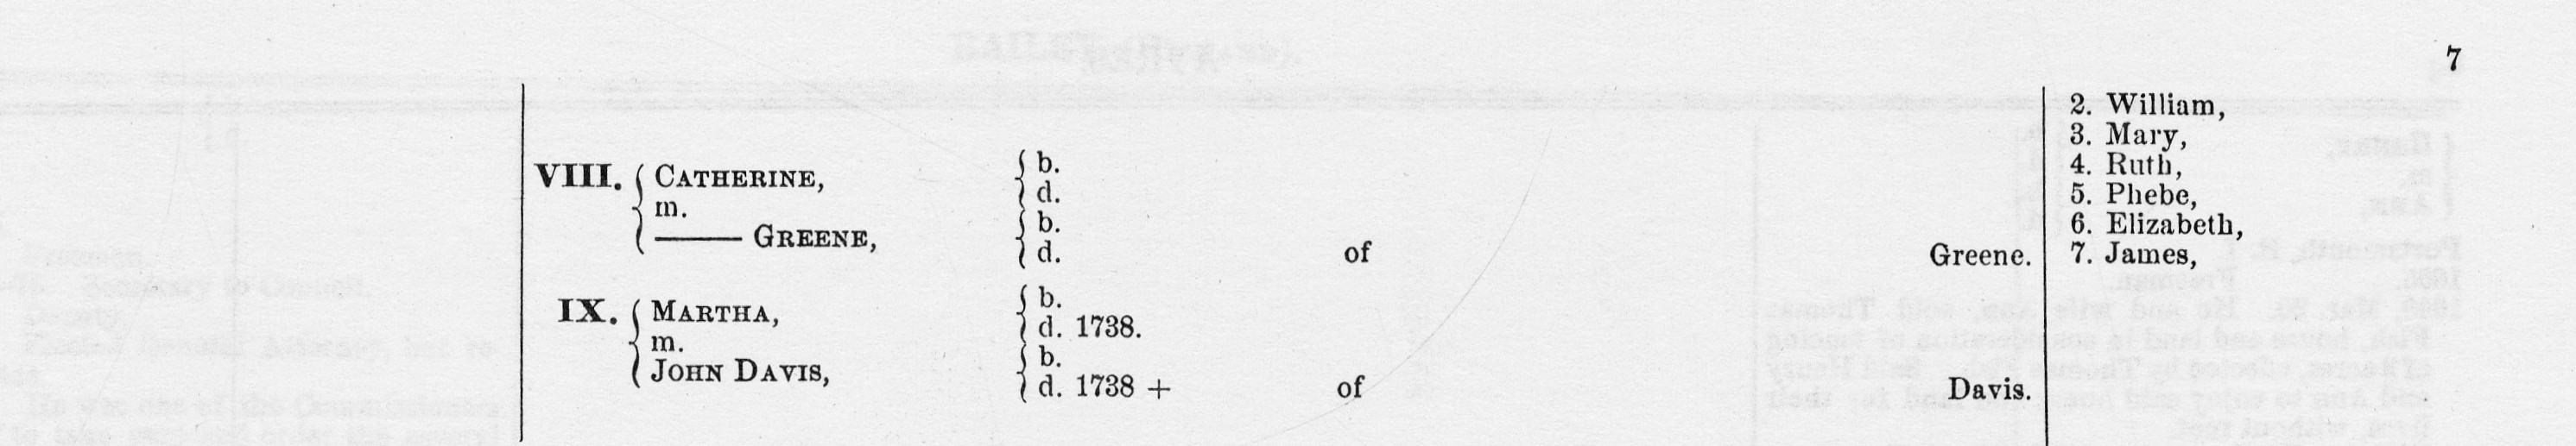 7
VIII. { CATHERINE, { b.
m. { d.
——— GREENE, { b.
{ d. of Greene.
IX. { MARTHA, { b.
m. { d. 1738.
JOHN DAVIS, { b.
{ d. 1738 + of Davis.
2. William,
3. Mary,
4. Ruth,
5. Phebe,
6. Elizabeth,
7. James,